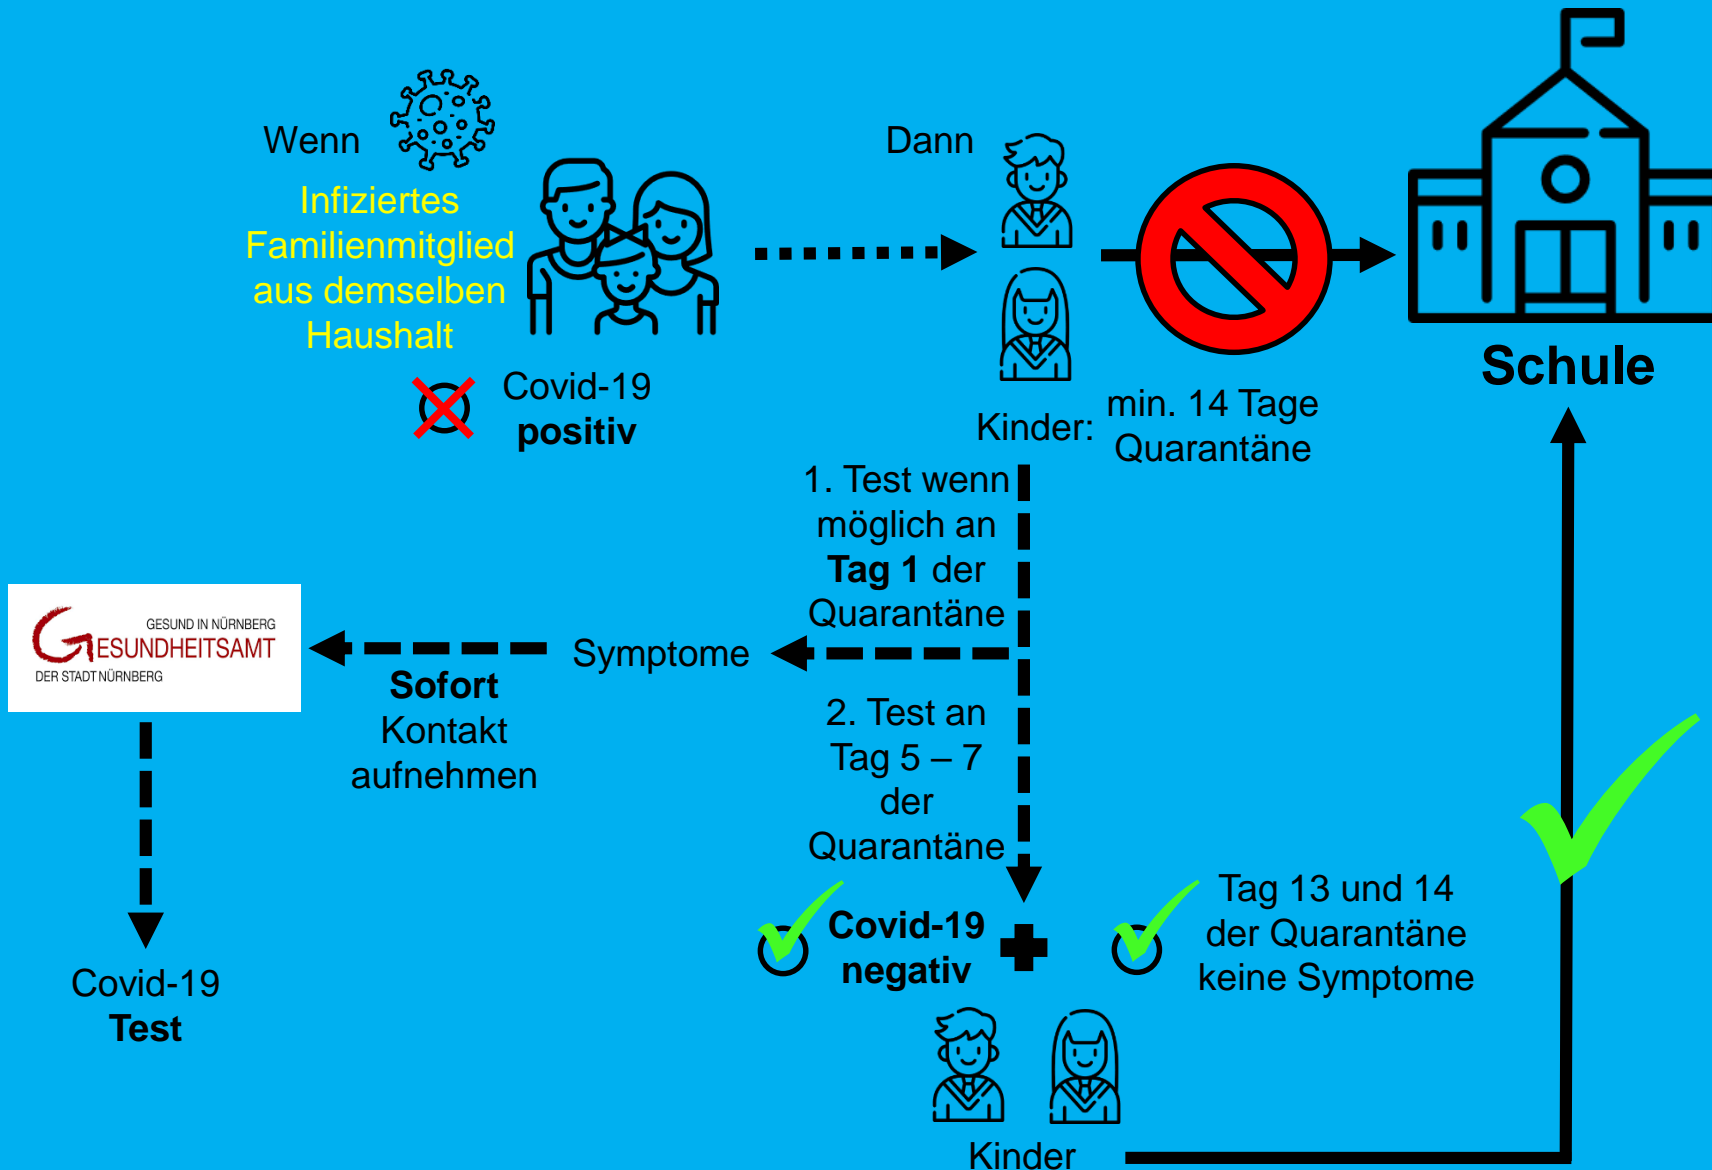 Wenn
Infiziertes
Familienmitglied
aus demselben
Haushalt
Covid-19
positiv
Dann
Kinder:
min. 14 Tage
Quarantäne
Schule
1. Test wenn
möglich an
Tag 1 der
Quarantäne
Symptome
Sofort
Kontakt
aufnehmen
GESUND IN NÜRNBERG
GESUNDHEITSAMT
DER STADT NÜRNBERG
Covid-19
Test
2. Test an
Tag 5 – 7
der
Quarantäne
Covid-19
negativ
Tag 13 und 14
der Quarantäne
keine Symptome
Kinder